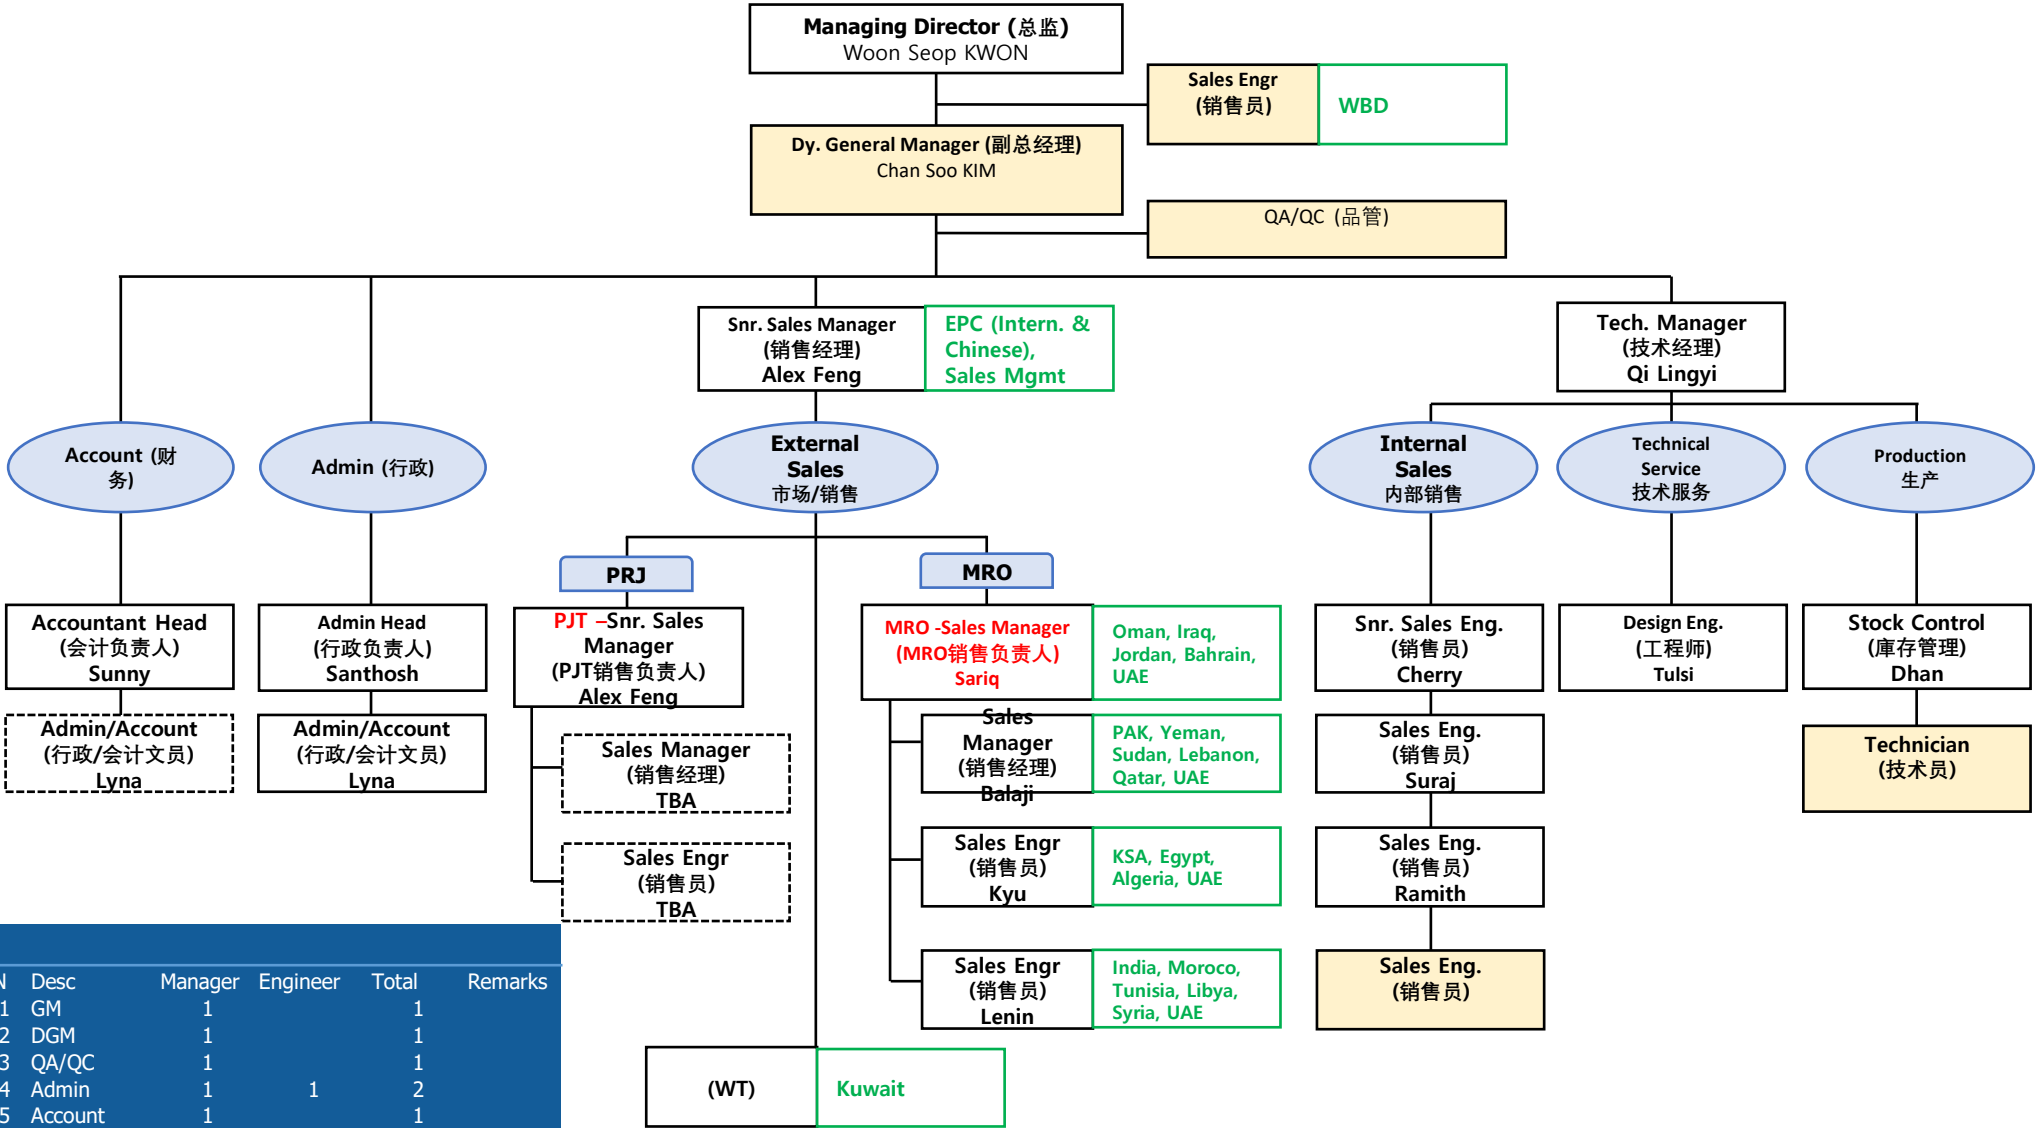 Managing Director (总监)
Woon Seop KWON
Sales Engr
(销售员)
WBD
Dy. General Manager (副总经理)
Chan Soo KIM
QA/QC (品管)
Snr. Sales Manager
(销售经理)
Alex Feng
EPC (Intern. &
Chinese),
Sales Mgmt
Tech. Manager
(技术经理)
Qi Lingyi
Account (财
务)
Admin (行政)
External
Sales
市场/销售
Internal
Sales
内部销售
Technical
Service
技术服务
Production
生产
PRJ
MRO
Accountant Head
(会计负责人)
Sunny
Admin Head
(行政负责人)
Santhosh
PJT –Snr. Sales
Manager
(PJT销售负责人)
Alex Feng
MRO -Sales Manager
(MRO销售负责人)
Sariq
Oman, Iraq,
Jordan, Bahrain,
UAE
Snr. Sales Eng.
(销售员)
Cherry
Design Eng.
(工程师)
Tulsi
Stock Control
(庫存管理)
Dhan
Admin/Account
(行政/会计文员)
Lyna
Admin/Account
(行政/会计文员)
Lyna
Sales Manager
(销售经理)
TBA
Sales
Manager
(销售经理)
Balaji
PAK, Yeman,
Sudan, Lebanon,
Qatar, UAE
Sales Eng.
(销售员)
Suraj
Technician
(技术员)
Sales Engr
(销售员)
TBA
Sales Engr
(销售员)
Kyu
KSA, Egypt,
Algeria, UAE
Sales Eng.
(销售员)
Ramith
Sales Engr
(销售员)
Lenin
India, Moroco,
Tunisia, Libya,
Syria, UAE
Sales Eng.
(销售员)
(WT)
Kuwait
N Desc Manager Engineer Total Remarks
1 GM 1 1
2 DGM 1 1
3 QA/QC 1 1
4 Admin 1 1 2
5 Account 1 1